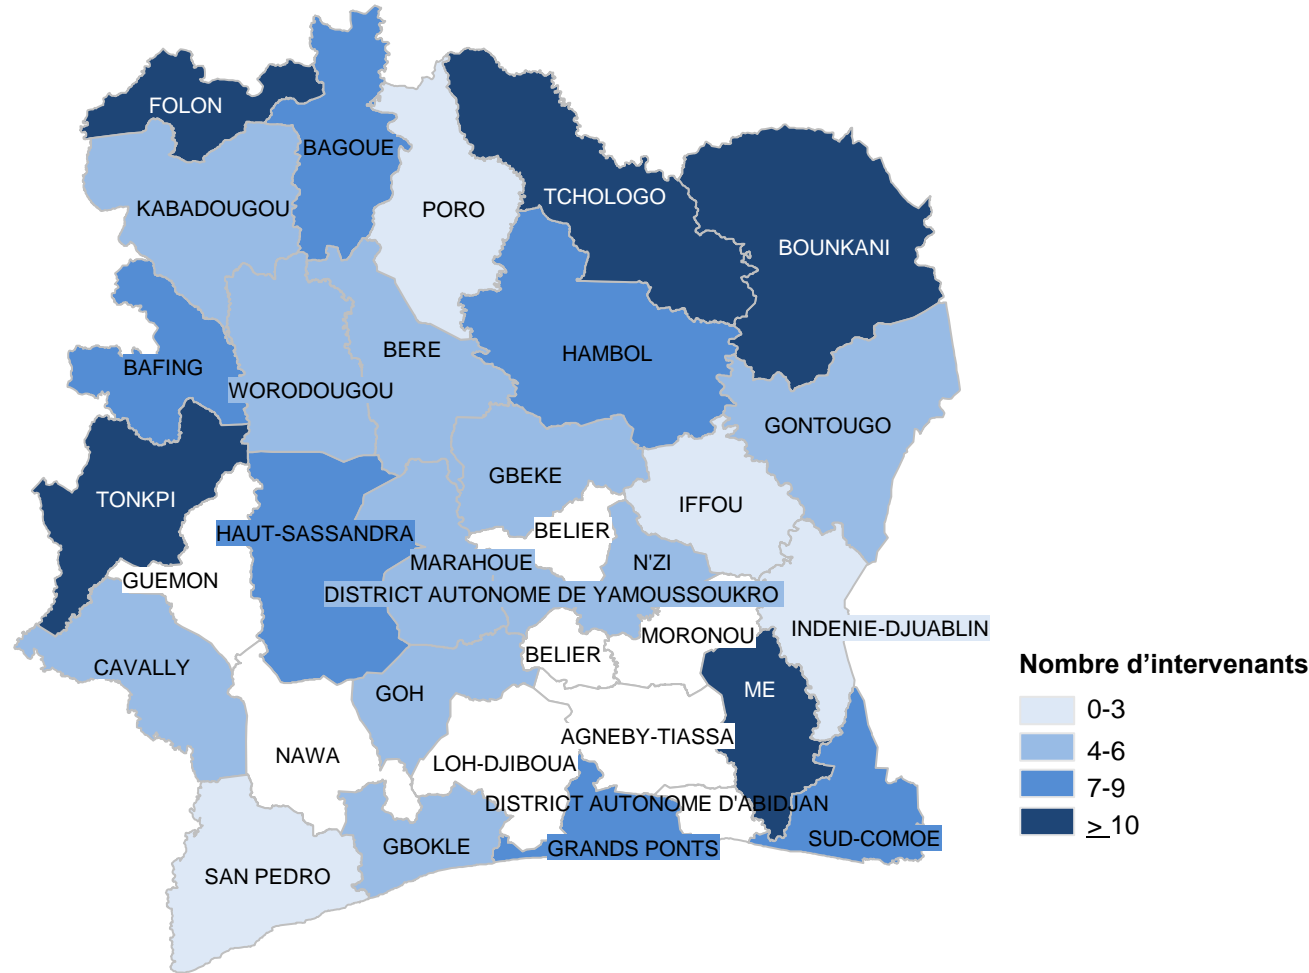 FOLON
BAGOUE
KABADOUGOU
PORO
TCHOLOGO
BOUNKANI
BAFING
WORODOUGOU
BERE
HAMBOL
GONTOUGO
TONKPI
GBEKE
IFFOU
HAUT-SASSANDRA
BELIER
GUEMON
MARAHOUE
N'ZI
DISTRICT AUTONOME DE YAMOUSSOUKRO
INDENIE-DJUABLIN
MORONOU
BELIER
CAVALLY
GOH
ME
NAWA
AGNEBY-TIASSA
LOH-DJIBOUA
DISTRICT AUTONOME D'ABIDJAN
SUD-COMOE
GRANDS PONTS
GBOKLE
SAN PEDRO
Nombre d’intervenants
0-3
4-6
7-9
> 10